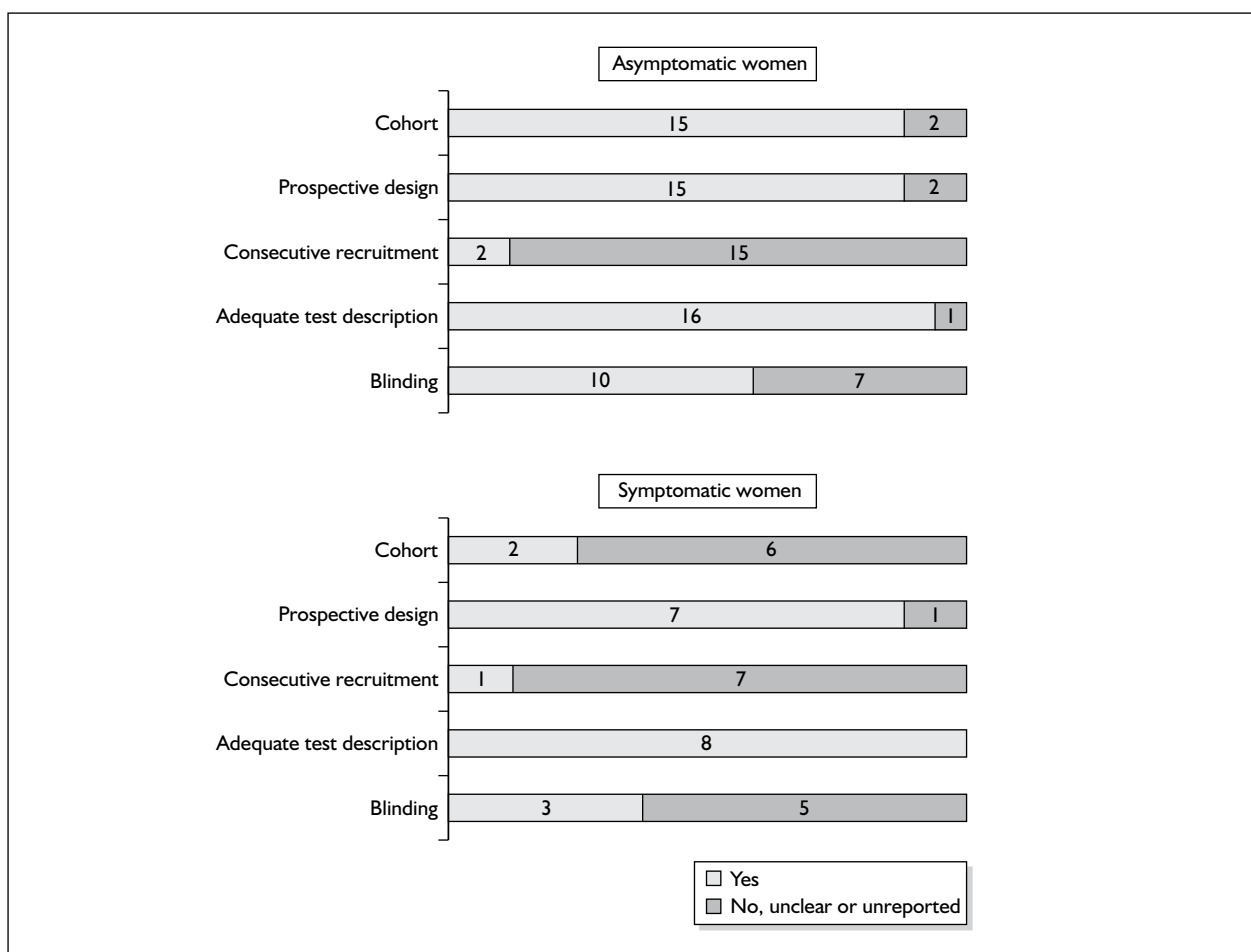 Asymptomatic women
Cohort 15 2
Prospective design 15 2
Consecutive recruitment 2 15
Adequate test description 16 1
Blinding 10 7
Symptomatic women
Cohort 2 6
Prospective design 7 1
Consecutive recruitment 1 7
Adequate test description 8
Blinding 3 5
Yes
No, unclear or unreported